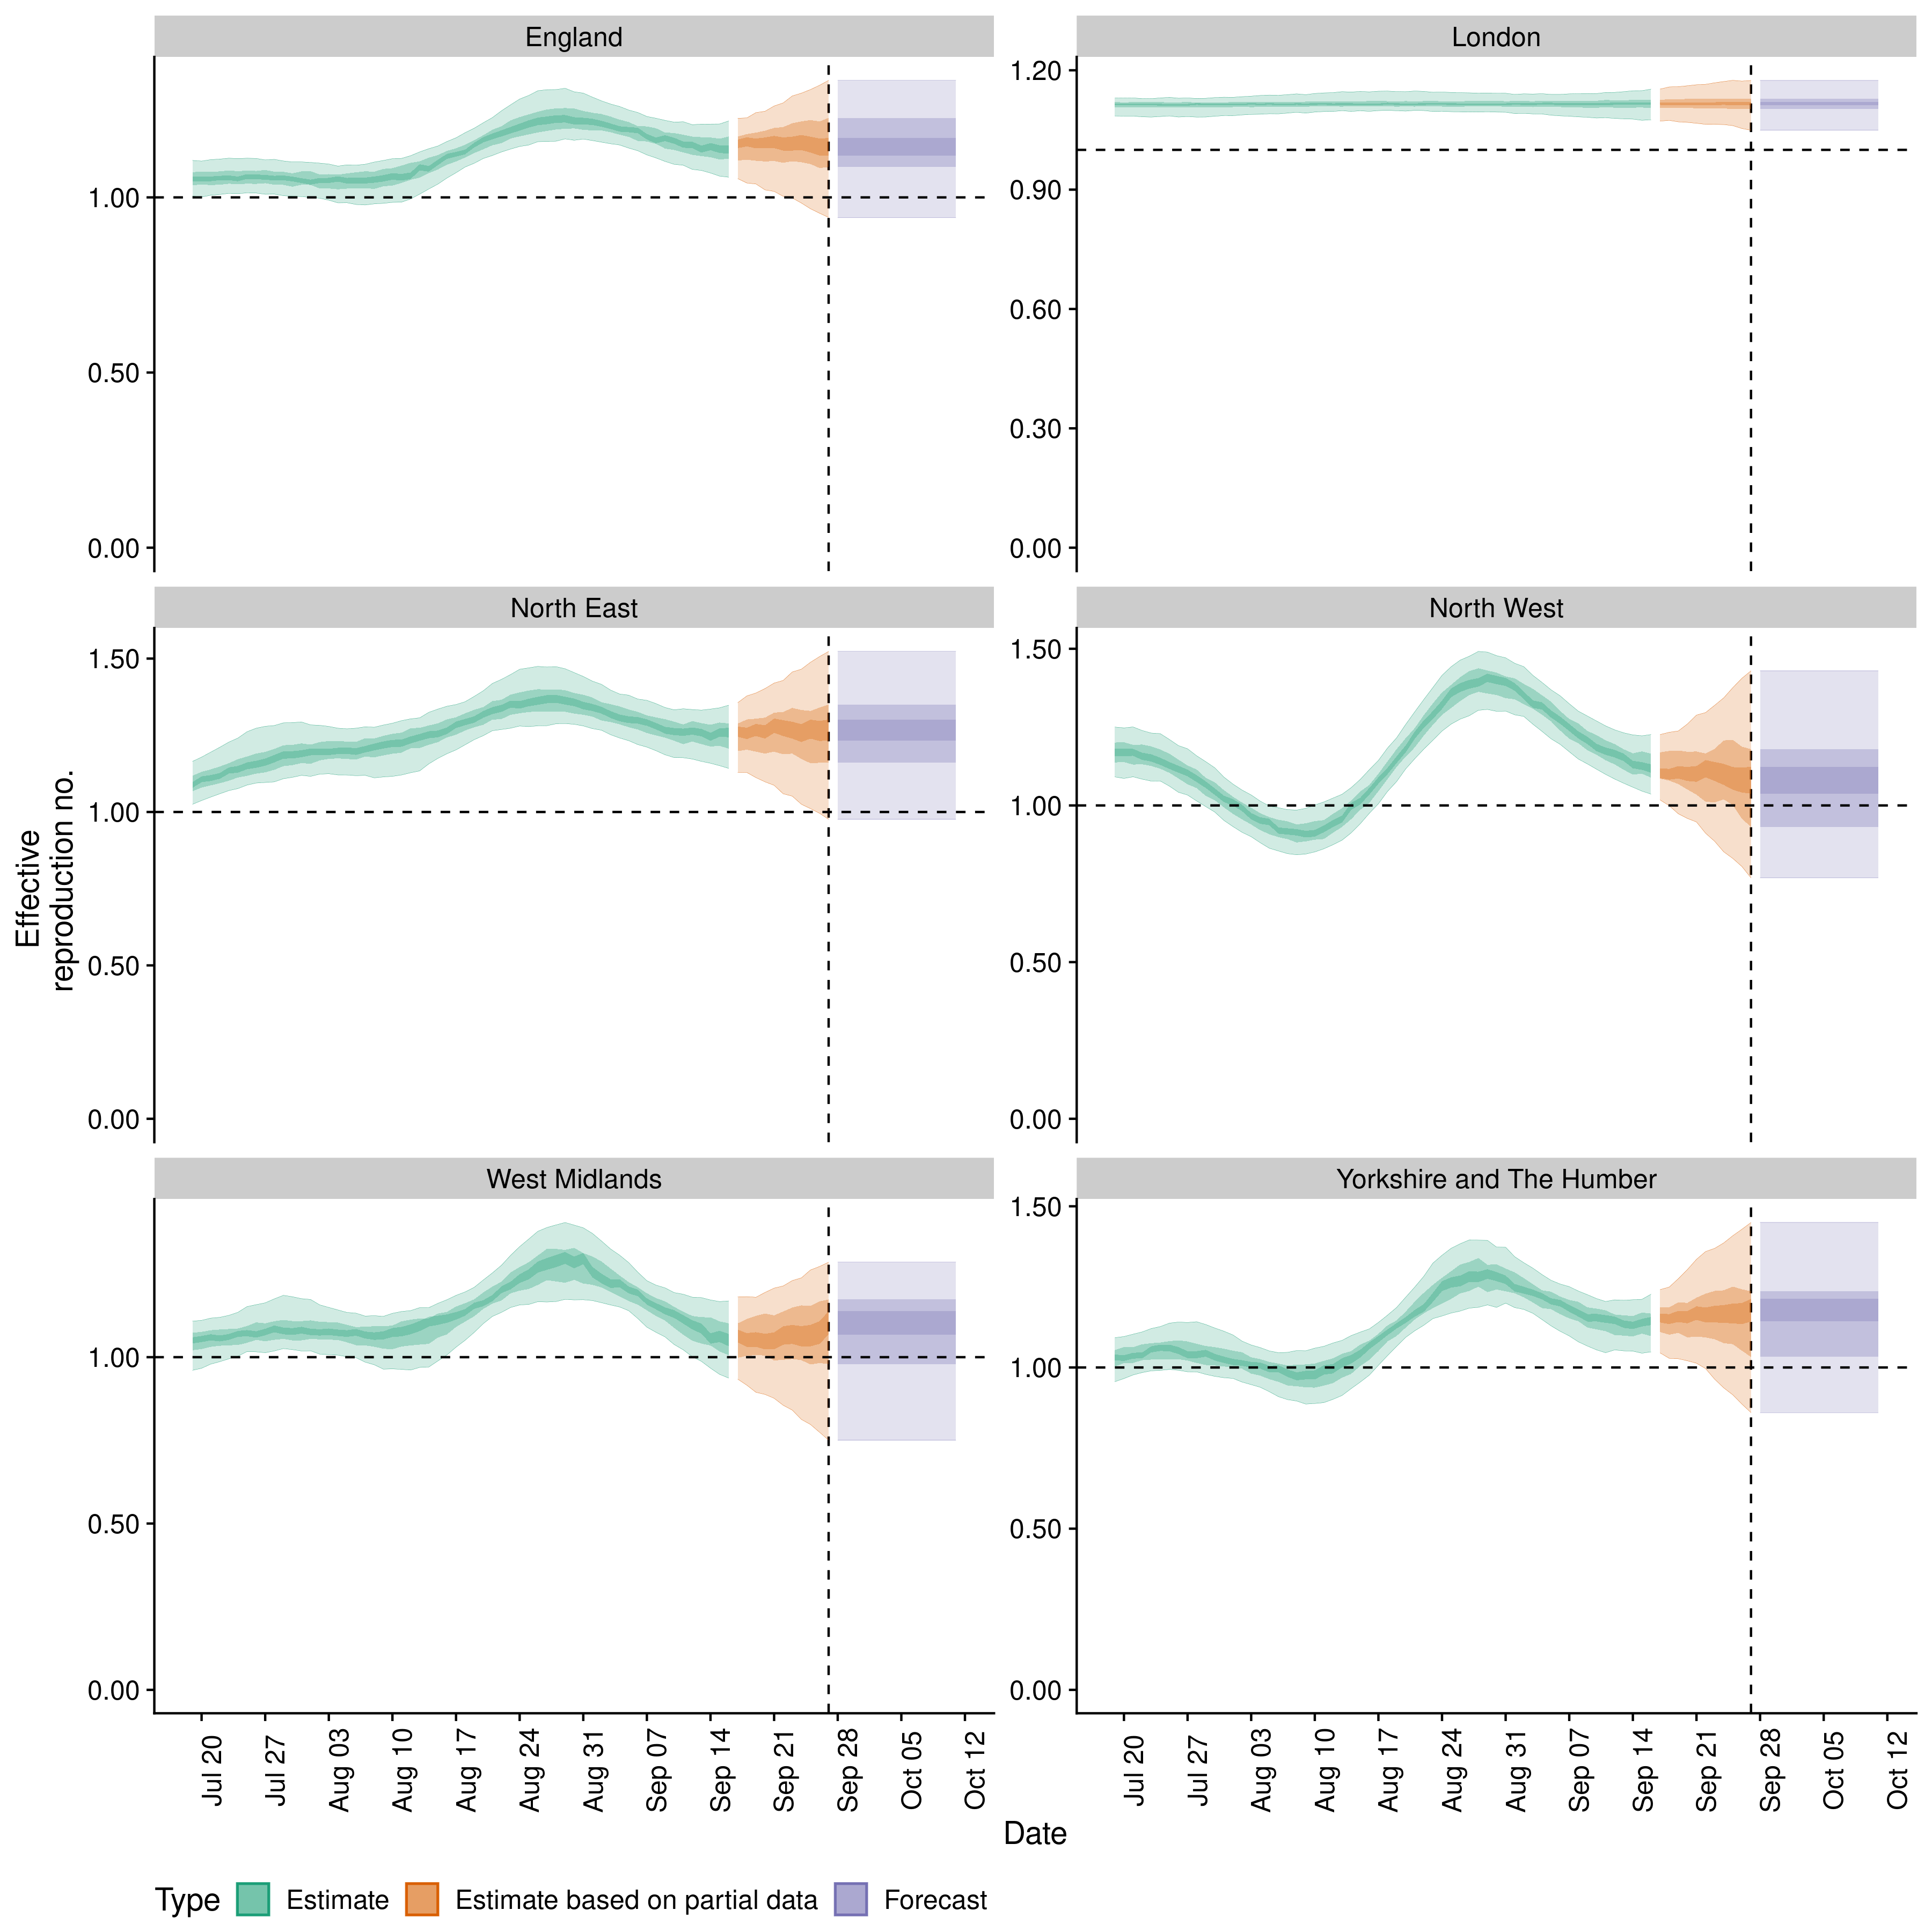 England
London
1.00
0.50
0.00
1.20
0.90
0.60
0.30
0.00
North East
North West
1.50
1.00
0.50
0.00
1.50
1.00
0.50
0.00
Effective
reproduction no.
West Midlands
Yorkshire and The Humber
1.00
0.50
0.00
1.50
1.00
0.50
0.00
Jul 20
Jul 27
Aug 03
Aug 10
Aug 17
Aug 24
Aug 31
Sep 07
Sep 14
Sep 21
Sep 28
Oct 05
Oct 12
Jul 20
Jul 27
Aug 03
Aug 10
Aug 17
Aug 24
Aug 31
Sep 07
Sep 14
Sep 21
Sep 28
Oct 05
Oct 12
Date
Type Estimate Estimate based on partial data Forecast